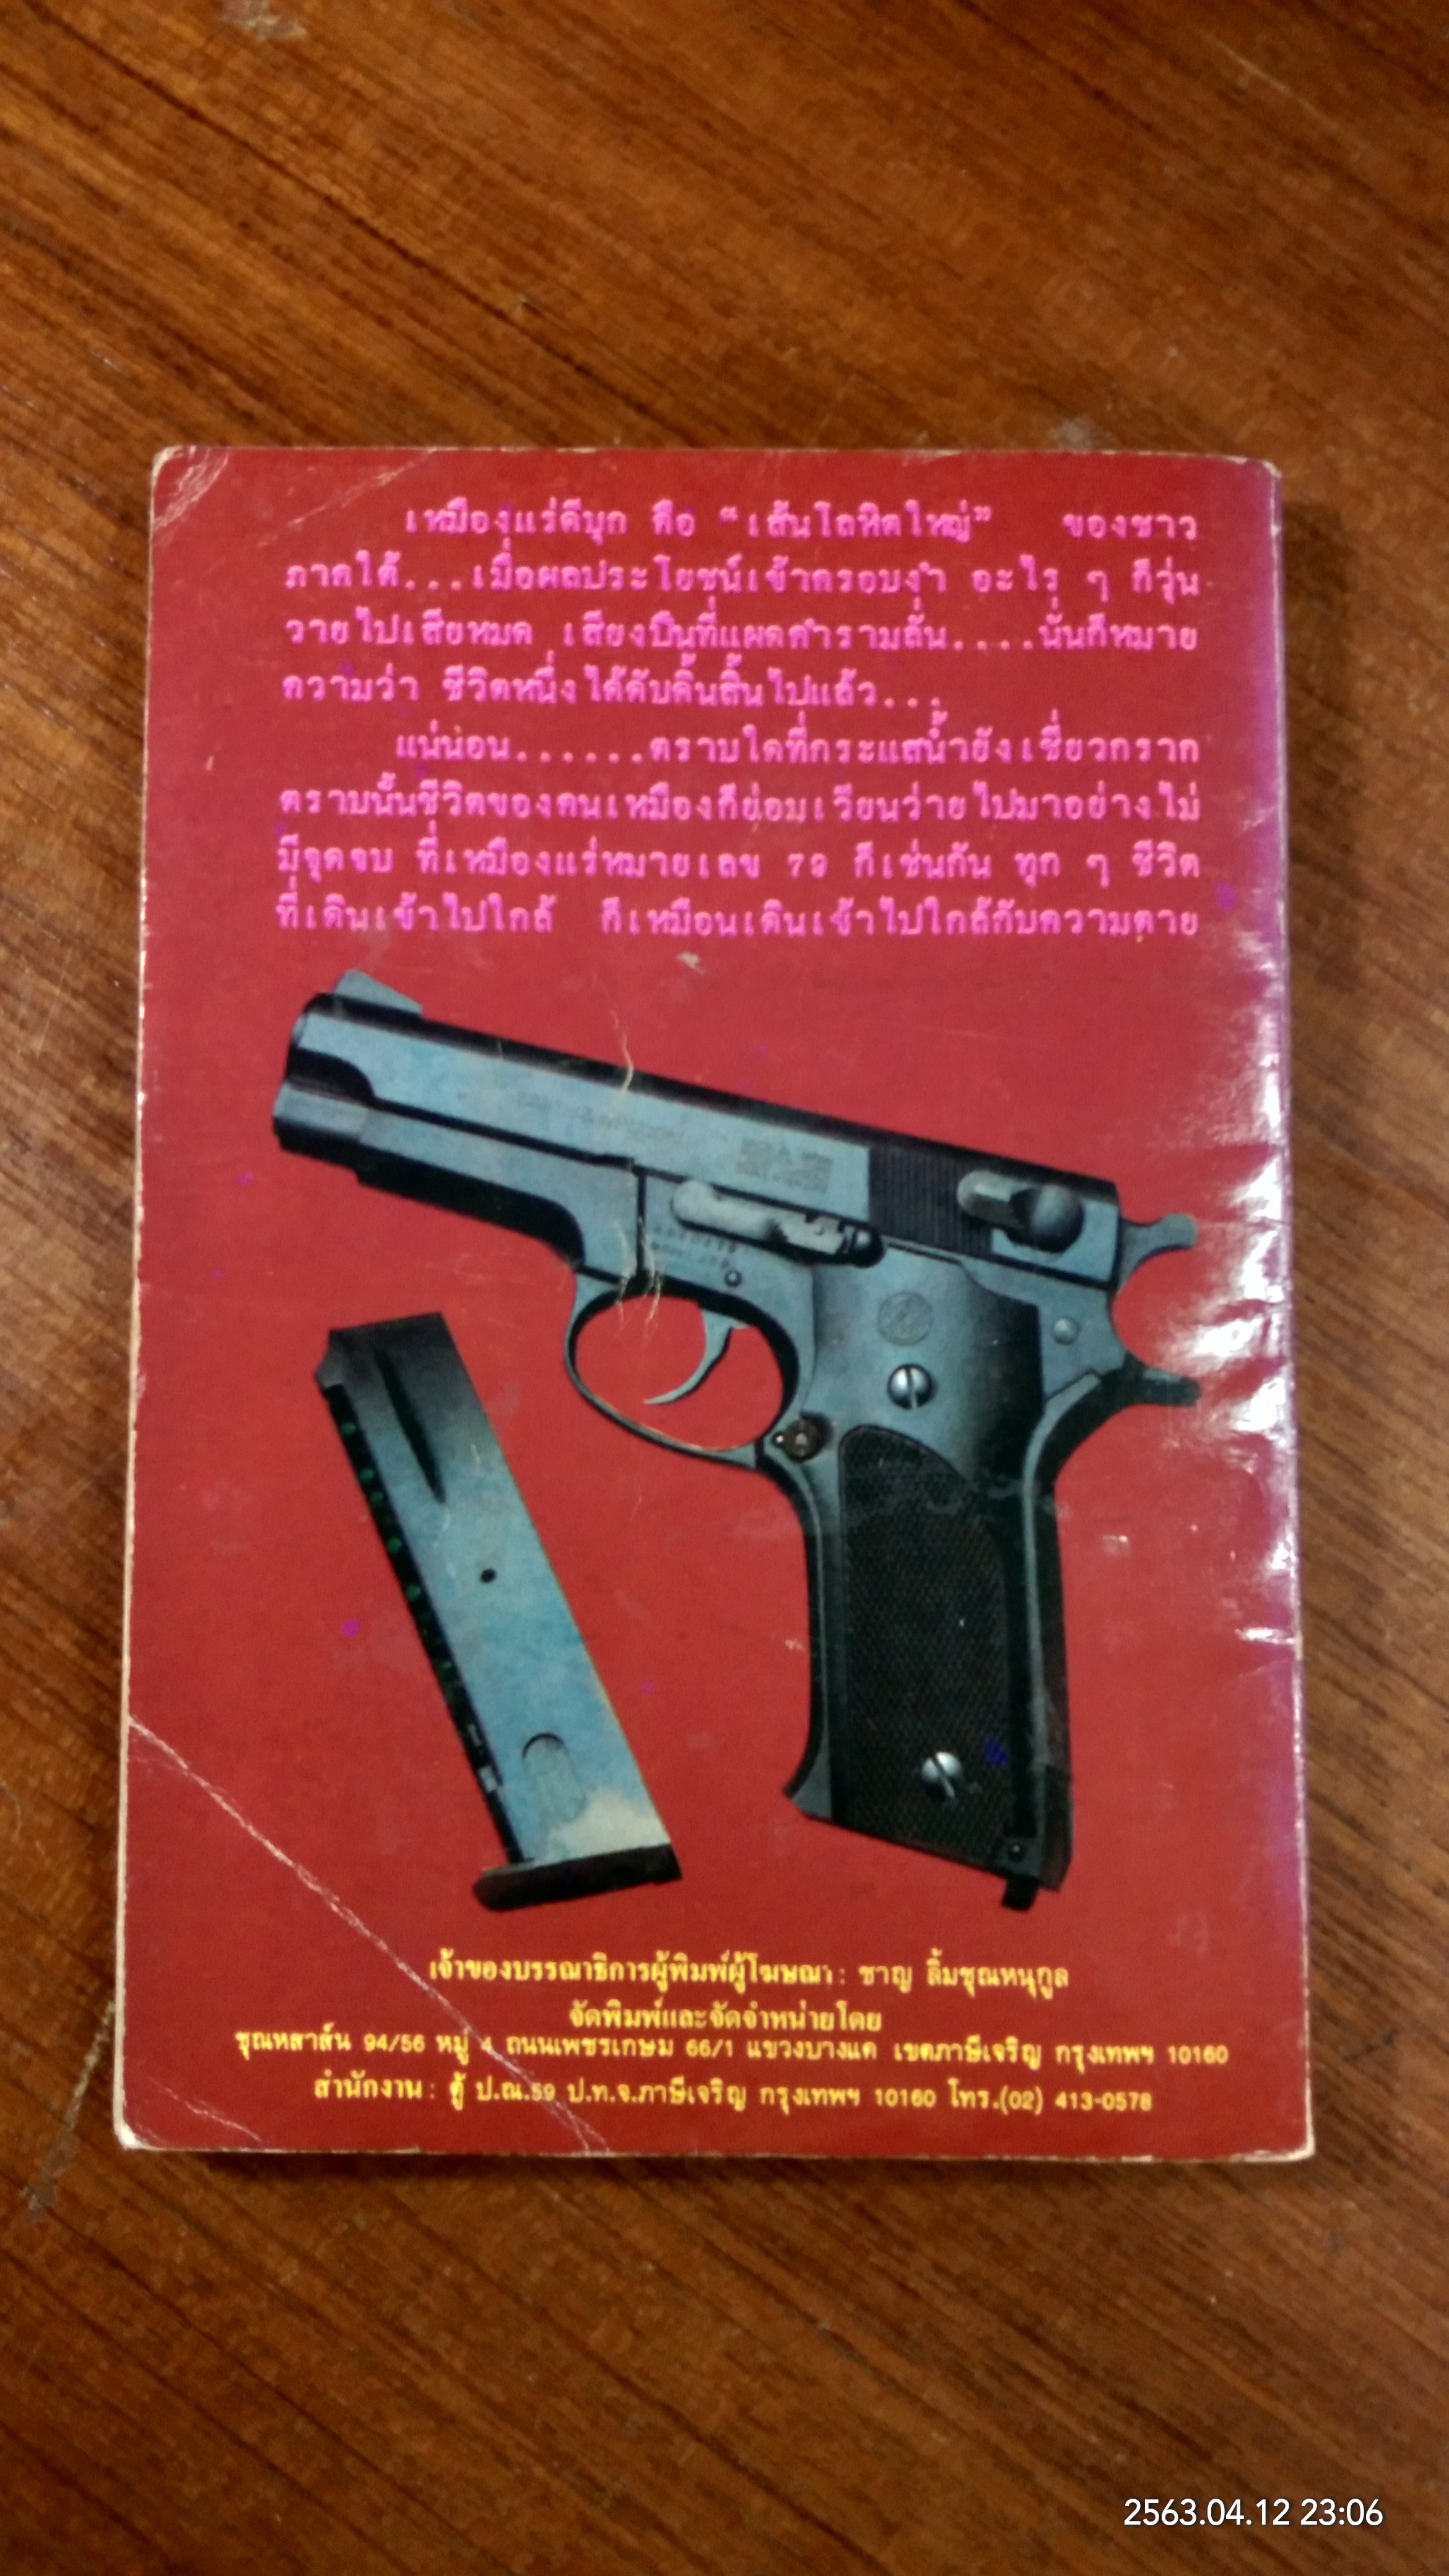 เหมืองแร่ดีบุก คือ “เส้นโลหิตใหญ่” ของชาว
ภาคใต้...เมื่อผลประโยชน์เข้าครอบงำ อะไร ๆ ก็วุ่น
วายไปเสียหมด เสียงปืนที่แผดคำรามลั่น....นั่นก็หมาย
ความว่า ชีวิตหนึ่งได้ดับดิ้นสิ้นไปแล้ว...
แน่นอน......ตราบใดที่กระแสน้ำยังเชี่ยวกราก
ตราบนั้นชีวิตของคนเหมืองก็ย่อมเวียนว่ายไปมาอย่างไม่
มีจุดจบ ที่เหมืองแร่หมายเลข 79 ก็เช่นกัน ทุก ๆ ชีวิต
ที่เดินเข้าไปใกล้ ก็เหมือนเดินเข้าไปใกล้กับความตาย
เจ้าของบรรณาธิการผู้พิมพ์ผู้โฆษณา: ชาญ ลิ้มชุณหนุกูล
จัดพิมพ์และจัดจำหน่ายโดย
ชุณหสาส์น 94/56 หมู่ 4 ถนนเพชรเกษม 66/1 แขวงบางแค เขตภาษีเจริญ กรุงเทพฯ 10160
สำนักงาน: ตู้ ป.ณ.59 ป.ท.จ.ภาษีเจริญ กรุงเทพฯ 10160 โทร.(02) 413-0578
2563.04.12 23:06